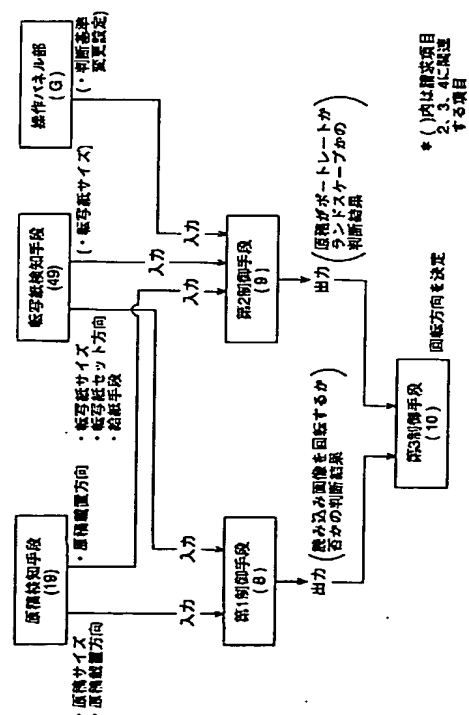 原稿検知手段
(19)
転写紙検知手段
(49)
操作パネル部
(G)
・原稿サイズ
・原稿載置方向
・原稿載置方向
・転写紙サイズ
・転写紙セット方向
・給紙手段
(・転写紙サイズ)
(・判断基準
変更設定)
入力
入力
入力
入力
入力
第1制御手段
(8)
第2制御手段
(9)
出力
(読み込み画像を回転するか
否かの判断結果)
出力
(原稿がポートレートか
ランドスケープかの
判断結果)
第3制御手段
(10)
回転方向を決定
*( )内は請求項目
2、3、4に関連
する項目